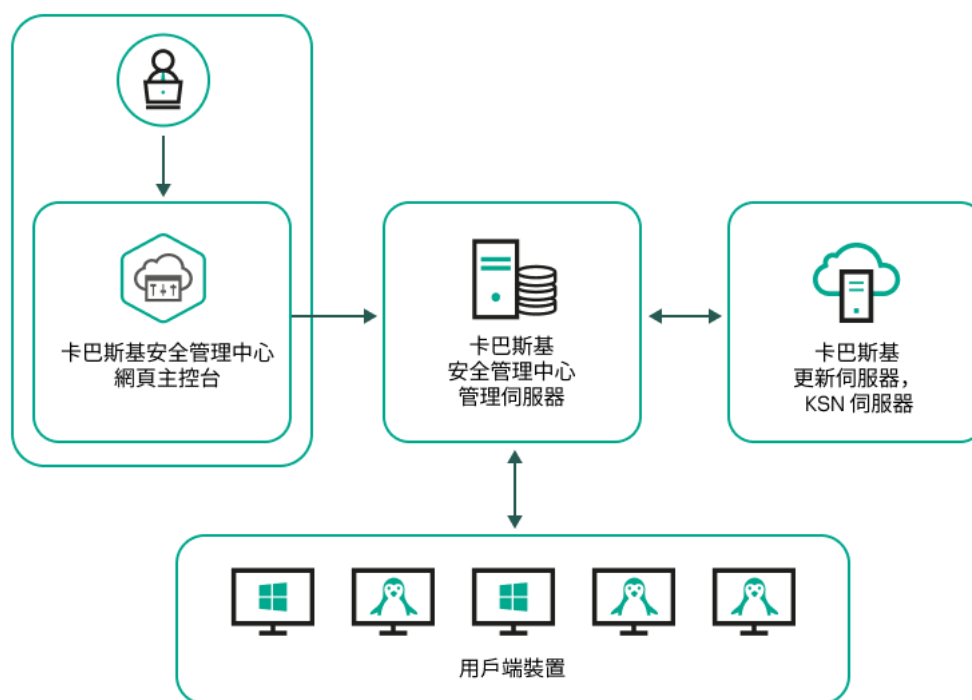 卡巴斯基安全管理中心
網頁主控台
卡巴斯基
安全管理中心
管理伺服器
卡巴斯基
更新伺服器，
KSN 伺服器
用戶端裝置